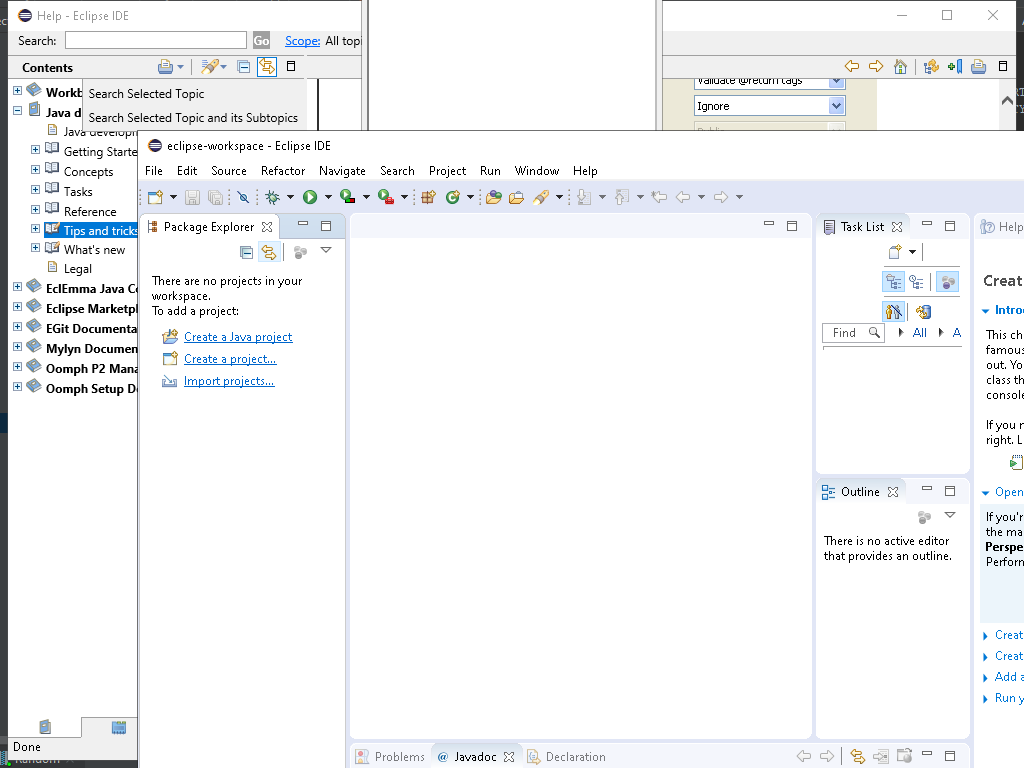 Help - Eclipse IDE
Search:
Go
Scope:
All topi
Contents
Search Selected Topic
Search Selected Topic and its Subtopics
Validate @return tags
Ignore
Workb
Java d
Java develop
Getting Starte
Concepts
Tasks
Reference
Tips and tricks
What's new
Legal
EclEmma Java Co
Eclipse Marketpl
EGit Documenta
Mylyn Documen
Oomph P2 Mana
Oomph Setup Do
Done
eclipse-workspace - Eclipse IDE
File Edit Source Refactor Navigate Search Project Run Window Help
Package Explorer
There are no projects in your
workspace.
To add a project:
Create a Java project
Create a project...
Import projects...
Task List
Find
All
A
Outline
There is no active editor
that provides an outline.
Help
Creat
Intro
This ch
famous
out. Yo
class th
console
If you n
right. L
Open
If you'r
the ma
Perspe
Perforn
Creat
Creat
Add a
Run y
Problems
@ Javadoc
Declaration